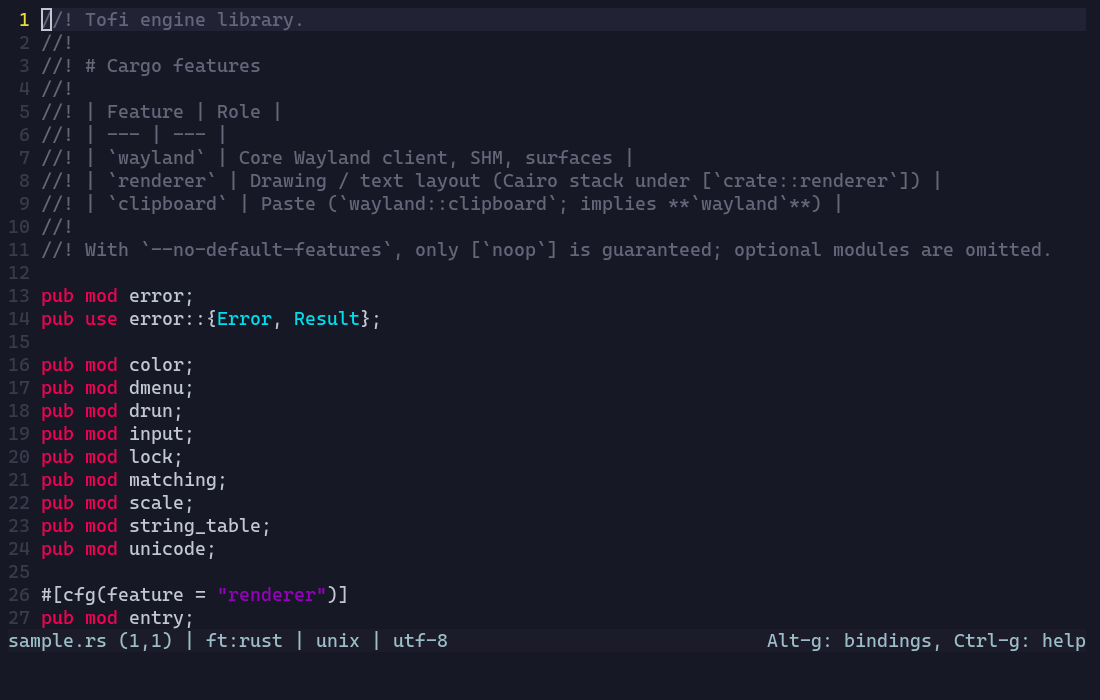 1 //! Tofi engine library.
2 //!
3 //! # Cargo features
4 //!
5 //! | Feature | Role |
6 //! | --- | --- |
7 //! | `wayland` | Core Wayland client, SHM, surfaces |
8 //! | `renderer` | Drawing / text layout (Cairo stack under [`crate::renderer`]) |
9 //! | `clipboard` | Paste (`wayland::clipboard`; implies **`wayland`**) |
10 //!
11 //! With `--no-default-features`, only [`noop`] is guaranteed; optional modules are omitted.
12
13 pub mod error;
14 pub use error::{Error, Result};
15
16 pub mod color;
17 pub mod dmenu;
18 pub mod drun;
19 pub mod input;
20 pub mod lock;
21 pub mod matching;
22 pub mod scale;
23 pub mod string_table;
24 pub mod unicode;
25
26 #[cfg(feature = "renderer")]
27 pub mod entry;
sample.rs (1,1) | ft:rust | unix | utf-8 Alt-g: bindings, Ctrl-g: help